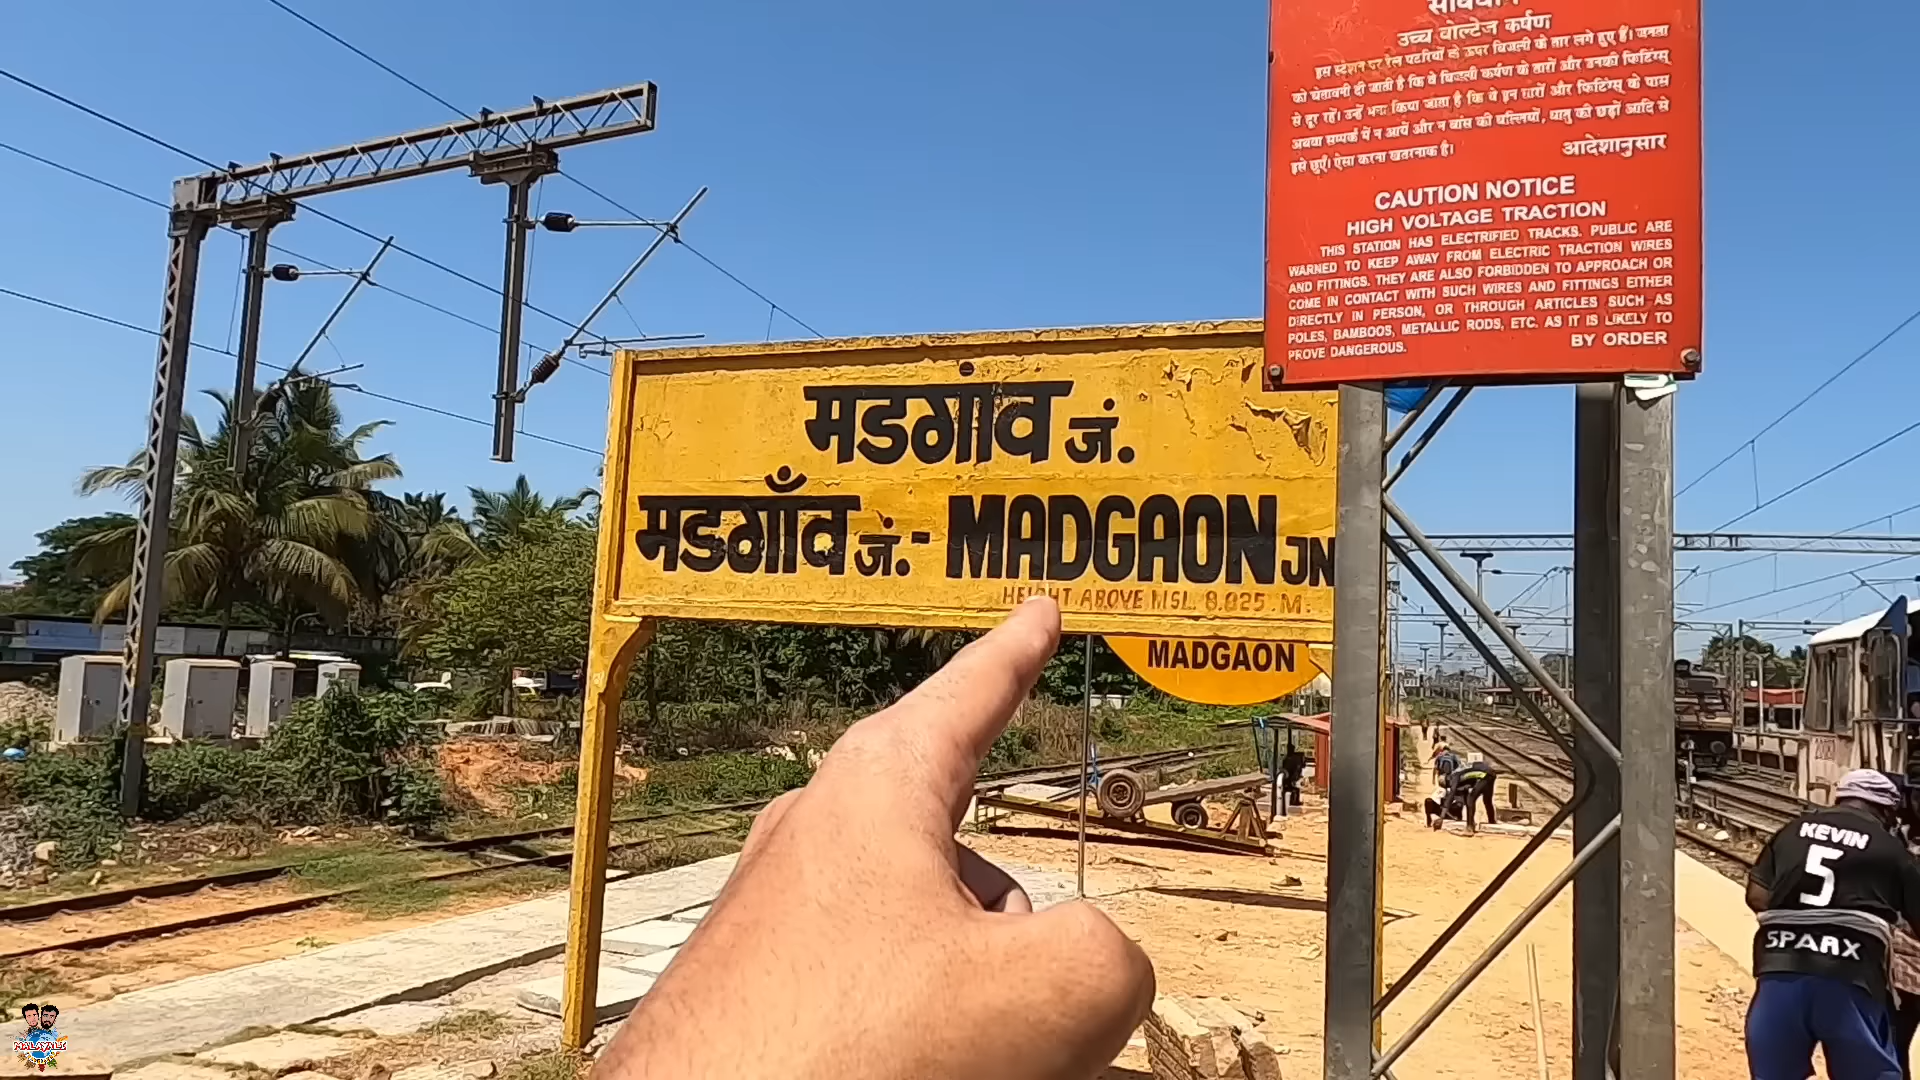 मडगांव जं.
मडगाँव जं. - MADGAON JN
HEIGHT ABOVE MSL. 8.025. M.
MADGAON
सावधान
उच्च वोल्टेज कर्षण
इस स्टेशन पर रेल पटरियों के ऊपर बिजली के तार लगे हुए हैं। जनता
को चेतावनी दी जाती है कि वे बिजली कर्षण के तारों और उनकी फिटिंग्स्
से दूर रहें। उन्हें मना किया जाता है कि वे इन तारों और फिटिंग्स् के पास
अथवा सम्पर्क में न आयें और न बांस की बल्लियों, धातु की छड़ों आदि से
इसे छुएँ। ऐसा करना खतरनाक है।
आदेशानुसार
CAUTION NOTICE
HIGH VOLTAGE TRACTION
THIS STATION HAS ELECTRIFIED TRACKS. PUBLIC ARE
WARNED TO KEEP AWAY FROM ELECTRIC TRACTION WIRES
AND FITTINGS. THEY ARE ALSO FORBIDDEN TO APPROACH OR
COME IN CONTACT WITH SUCH WIRES AND FITTINGS EITHER
DIRECTLY IN PERSON, OR THROUGH ARTICLES SUCH AS
POLES, BAMBOOS, METALLIC RODS, ETC. AS IT IS LIKELY TO
PROVE DANGEROUS.
BY ORDER
KEVIN
5
SPARX